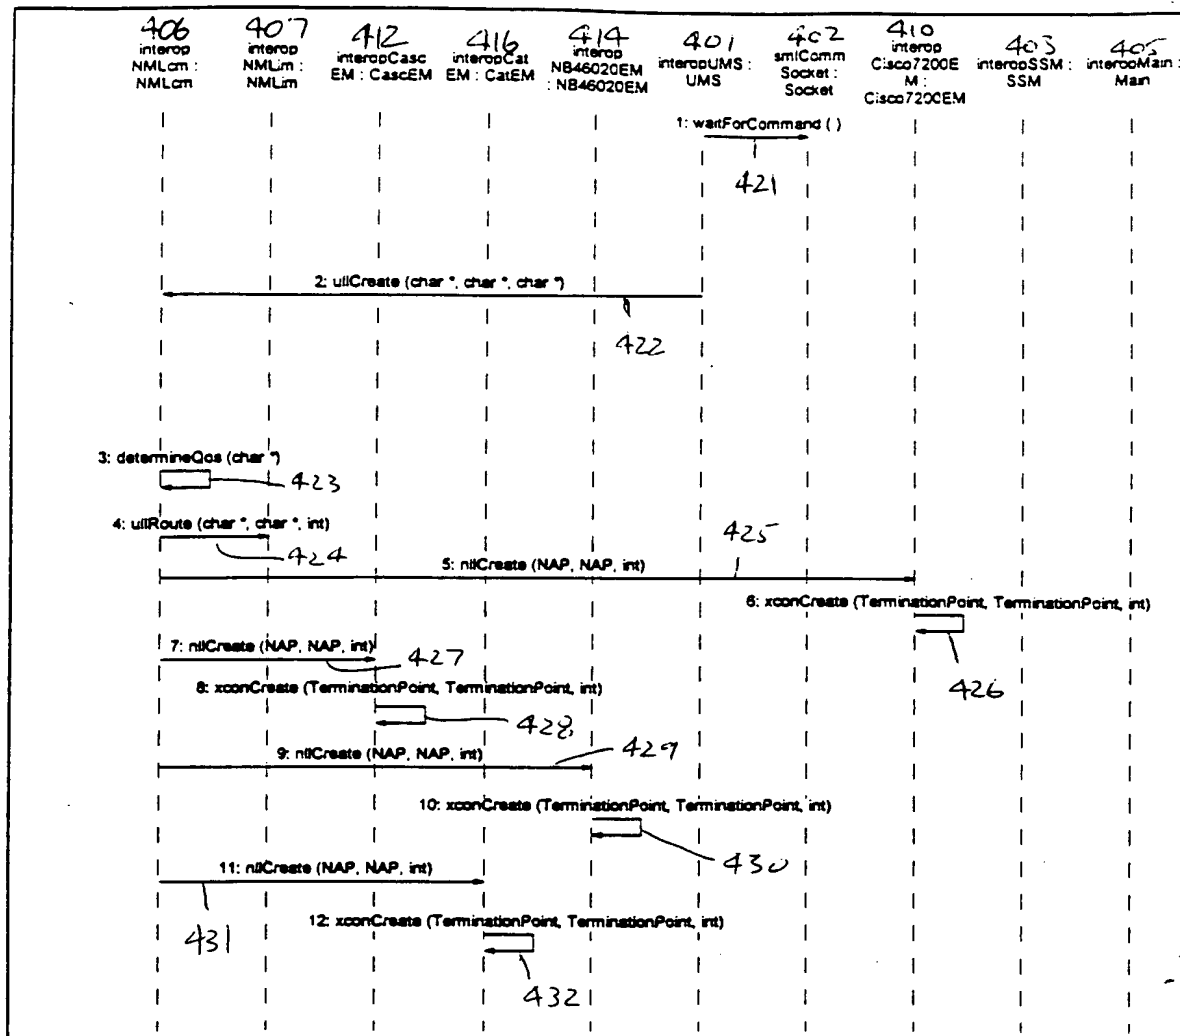 406
interop
NMLcm :
NMLcm
407
interop
NMLim :
NMLim
412
interopCasc
EM : CascEM
416
interopCat
EM : CatEM
414
interop
NB46020EM
: NB46020EM
401
interopUMS :
UMS
402
smlComm
Socket :
Socket
410
interop
Cisco7200E
M :
Cisco7200EM
403
interopSSM :
SSM
405
interopMain :
Main
1: waitForCommand ( )
421
2: ullCreate (char *, char *, char *)
422
3: determineQos (char *)
423
4: ullRoute (char *, char *, int)
424
425
5: nllCreate (NAP, NAP, int)
6: xconCreate (TerminationPoint, TerminationPoint, int)
426
7: nllCreate (NAP, NAP, int)
427
8: xconCreate (TerminationPoint, TerminationPoint, int)
428
9: nllCreate (NAP, NAP, int)
429
10: xconCreate (TerminationPoint, TerminationPoint, int)
430
11: nllCreate (NAP, NAP, int)
431
12: xconCreate (TerminationPoint, TerminationPoint, int)
432